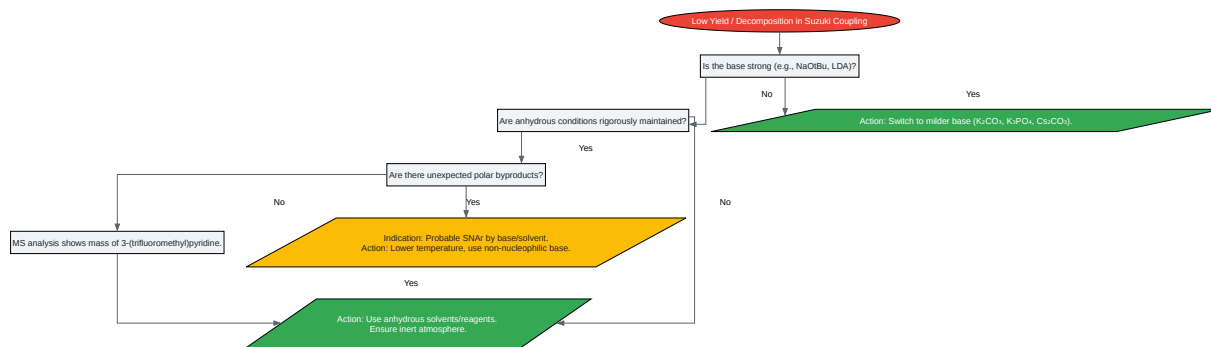 Low Yield / Decomposition in Suzuki Coupling
Is the base strong (e.g., NaOtBu, LDA)?
No
Yes
Are anhydrous conditions rigorously maintained?
Action: Switch to milder base (K₂CO₃, K₃PO₄, Cs₂CO₃).
Yes
Are there unexpected polar byproducts?
No
Yes
No
MS analysis shows mass of 3-(trifluoromethyl)pyridine.
Indication: Probable SNAr by base/solvent.
Action: Lower temperature, use non-nucleophilic base.
Yes
Action: Use anhydrous solvents/reagents.
Ensure inert atmosphere.